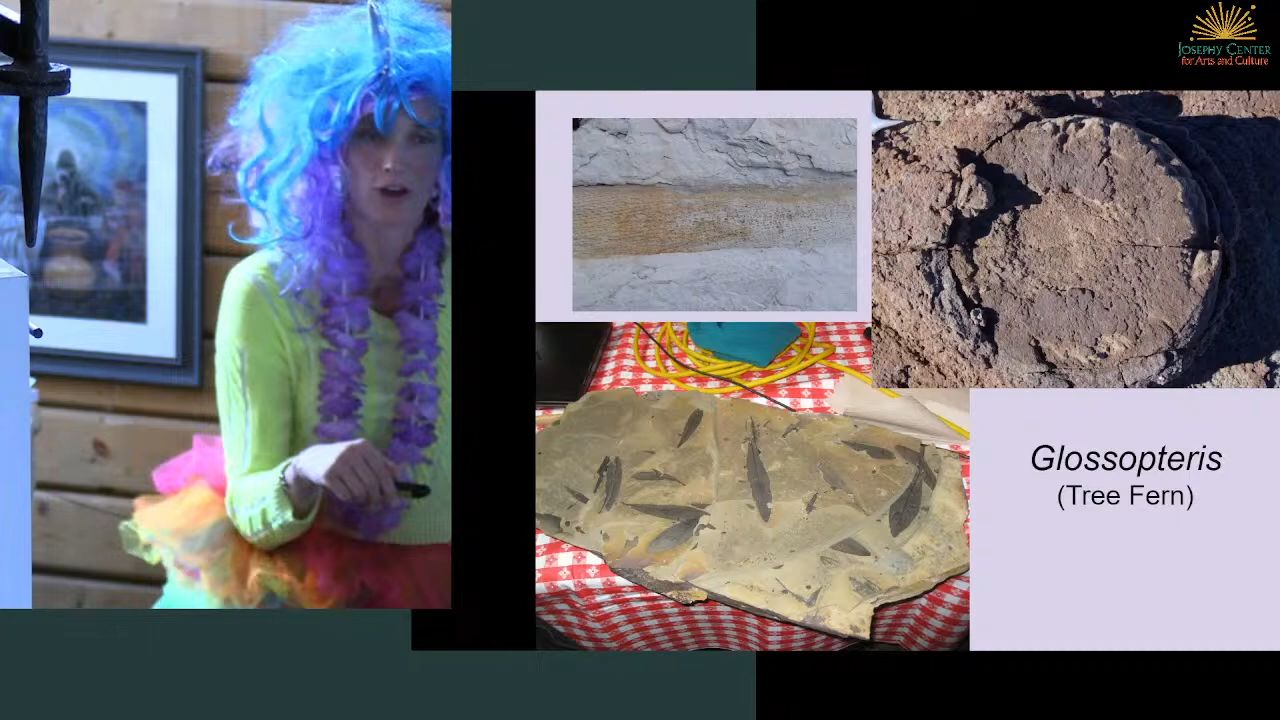 JOSEPHY CENTER
for Arts and Culture
Glossopteris
(Tree Fern)